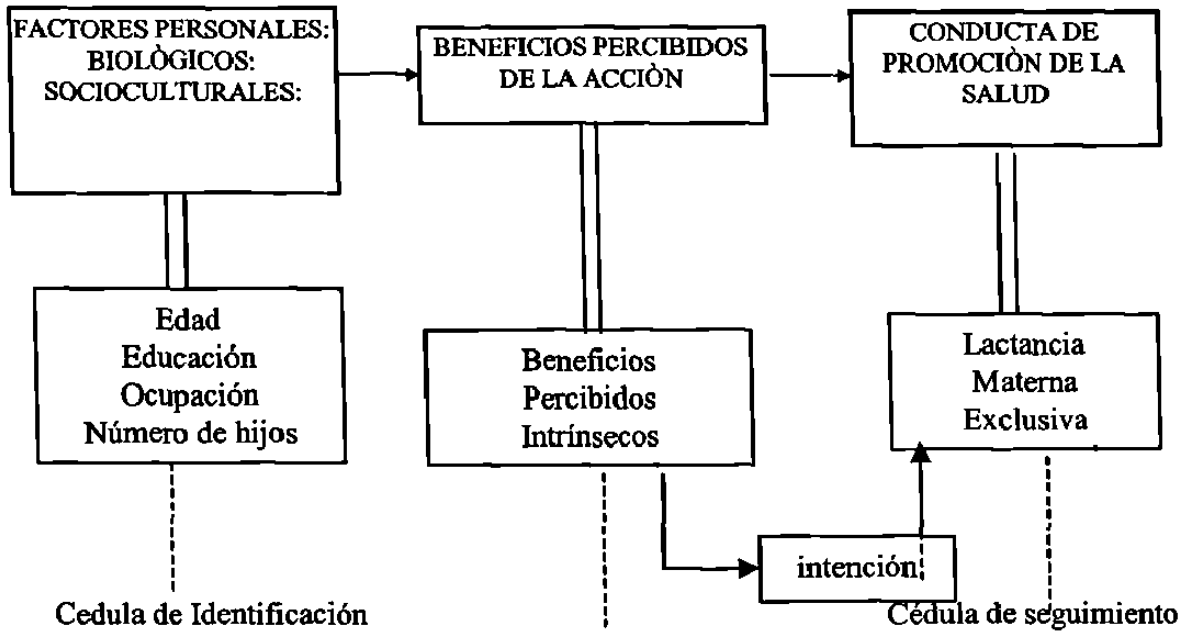 FACTORES PERSONALES:
BIOLÒGICOS:
SOCIOCULTURALES:
BENEFICIOS PERCIBIDOS
DE LA ACCIÒN
CONDUCTA DE
PROMOCIÒN DE LA
SALUD
Edad
Educación
Ocupación
Número de hijos
Beneficios
Percibidos
Intrínsecos
Lactancia
Materna
Exclusiva
intención
Cedula de Identificación
Cédula de seguimiento